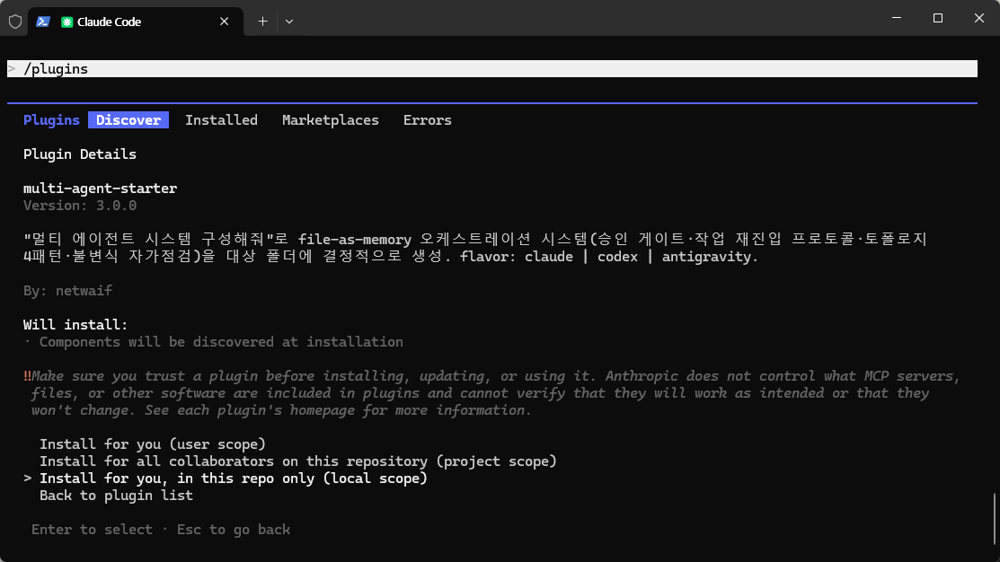 Claude Code
> /plugins
Plugins Discover Installed Marketplaces Errors
Plugin Details
multi-agent-starter
Version: 3.0.0
"멀티 에이전트 시스템 구성해줘"로 file-as-memory 오케스트레이션 시스템(승인 게이트·작업 재진입 프로토콜·토폴로지
4패턴·불변식 자가점검)을 대상 폴더에 결정적으로 생성. flavor: claude | codex | antigravity.
By: netwaif
Will install:
· Components will be discovered at installation
‼Make sure you trust a plugin before installing, updating, or using it. Anthropic does not control what MCP servers,
files, or other software are included in plugins and cannot verify that they will work as intended or that they
won't change. See each plugin's homepage for more information.
Install for you (user scope)
Install for all collaborators on this repository (project scope)
> Install for you, in this repo only (local scope)
Back to plugin list
Enter to select · Esc to go back